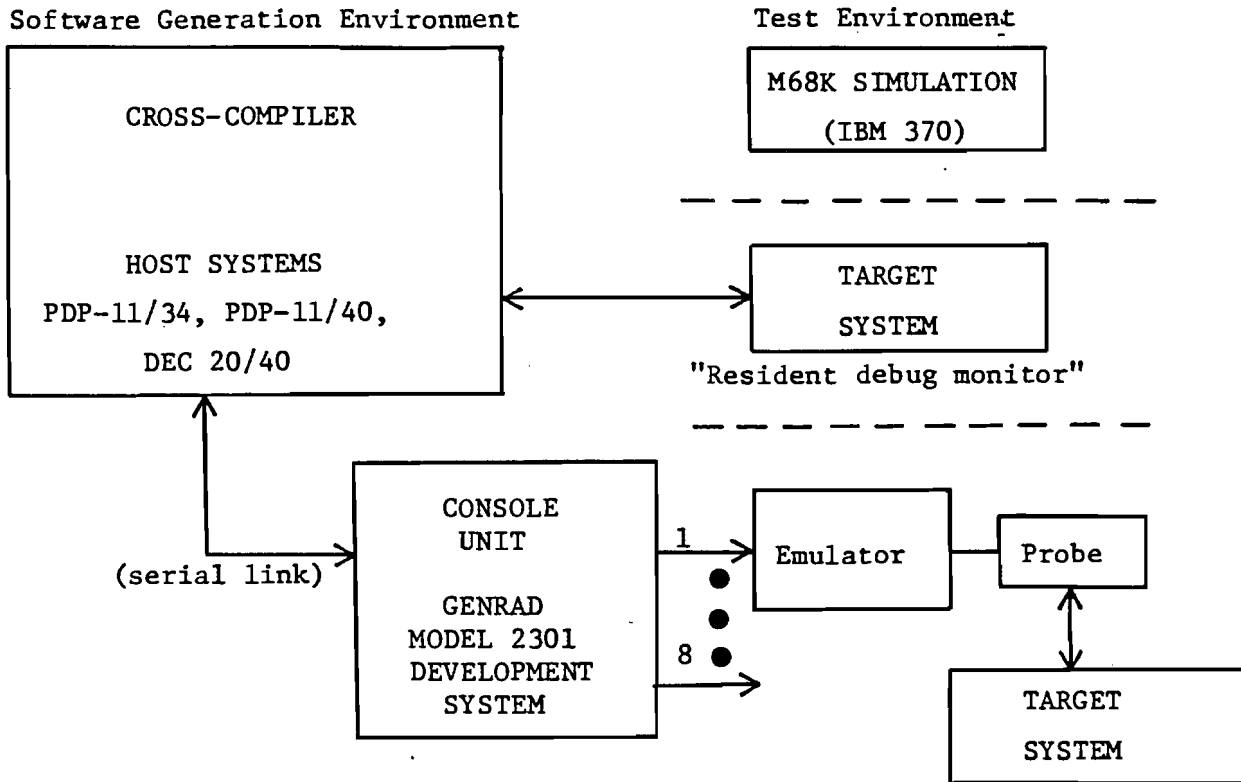 Software Generation Environment
CROSS-COMPILER
HOST SYSTEMS
PDP-11/34, PDP-11/40,
DEC 20/40
Test Environment
M68K SIMULATION
(IBM 370)
TARGET
SYSTEM
"Resident debug monitor"
(serial link)
CONSOLE
UNIT
GENRAD
MODEL 2301
DEVELOPMENT
SYSTEM
1
8
Emulator
Probe
TARGET
SYSTEM